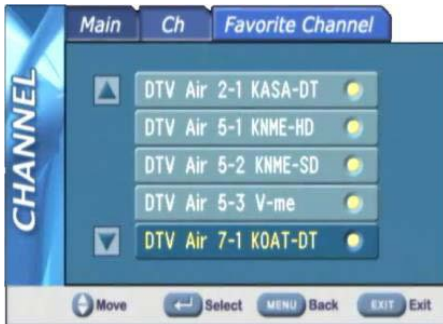 Main Ch Favorite Channel
CHANNEL
DTV Air 2-1 KASA-DT
DTV Air 5-1 KNME-HD
DTV Air 5-2 KNME-SD
DTV Air 5-3 V-me
DTV Air 7-1 KOAT-DT
Move Select MENU Back EXIT Exit